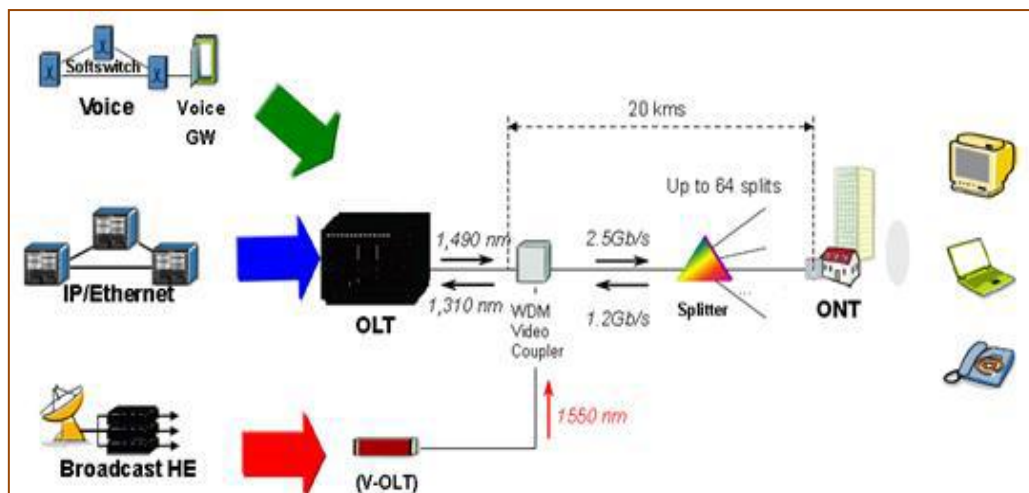 Softswitch
Voice
Voice
GW
20 kms
Up to 64 splits
1,490 nm
2.5Gb/s
IP/Ethernet
OLT
1,310 nm
WDM
Video
Coupler
1.2Gb/s
Splitter
...
ONT
@
1550 nm
Broadcast HE
(V-OLT)